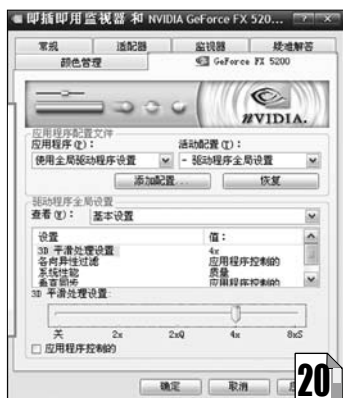 即插即用监视器 和 NVIDIA GeForce FX 520...
常规 适配器 监视器 疑难解答
颜色管理 GeForce FX 5200
NVIDIA.
应用程序配置文件
应用程序(P): 活动配置(T):
使用全局驱动程序设置 - 驱动程序全局设置
添加配置... 恢复
驱动程序全局设置
查看(V): 基本设置
设置 值:
3D 平滑处理设置 4x
各向异性过滤 应用程序控制的
系统性能 质量
垂直同步 应用程序控制的
3D 平滑处理设置:
关 2x 2xQ 4x 8xS
应用程序控制的
确定 取消
20